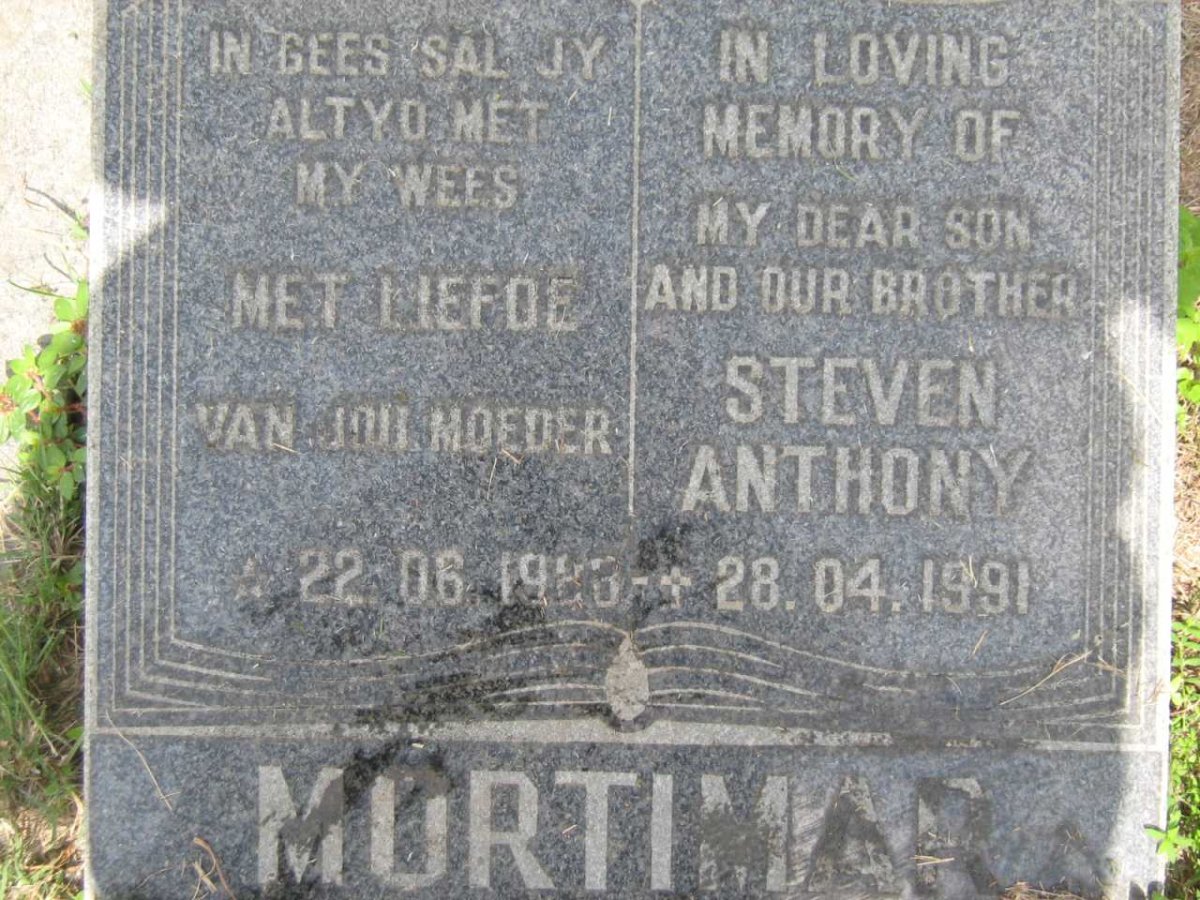 IN GEES SAL JY
ALTYD MET
MY WEES
MET LIEFDE
VAN JOU MOEDER
IN LOVING
MEMORY OF
MY DEAR SON
AND OUR BROTHER
STEVEN
ANTHONY
22. 06. 1983 - + 28. 04. 1991
MORTIMAR